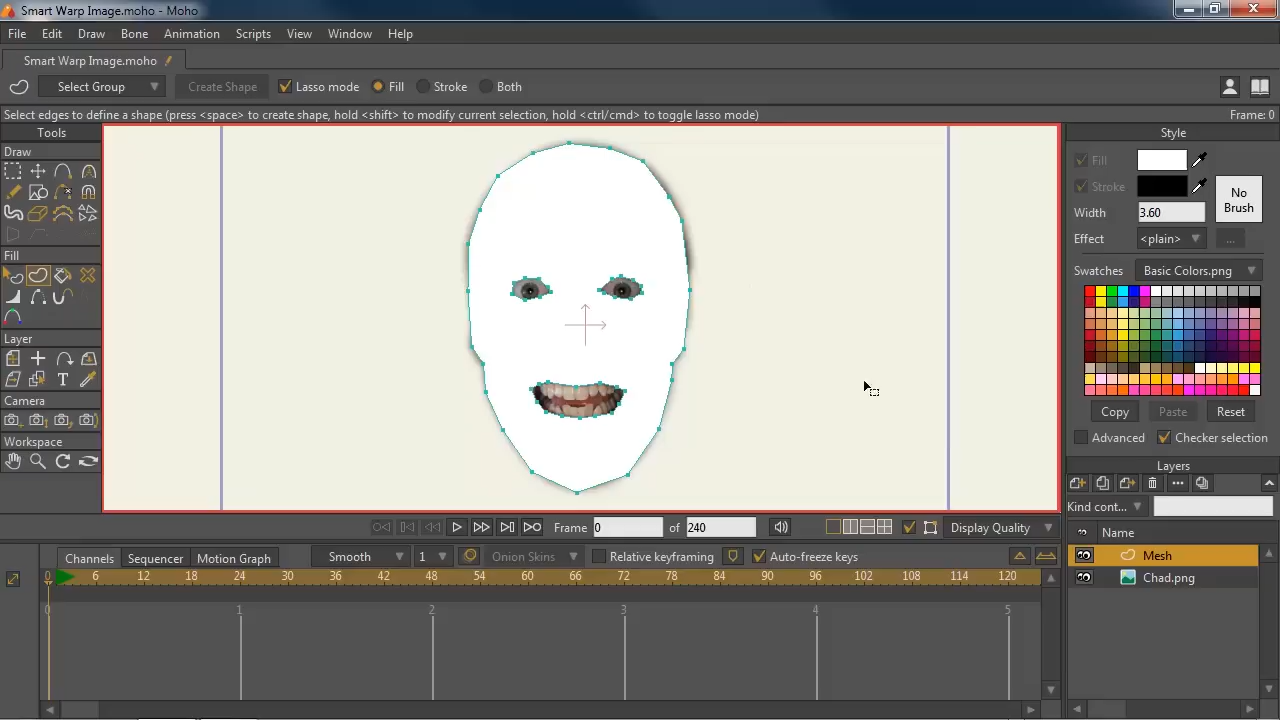 Smart Warp Image.moho - Moho
File Edit Draw Bone Animation Scripts View Window Help
Smart Warp Image.moho
Select Group Create Shape Lasso mode Fill Stroke Both
Select edges to define a shape (press <space> to create shape, hold <shift> to modify current selection, hold <ctrl/cmd> to toggle lasso mode) Frame: 0
Tools
Draw
Fill
Layer
Camera
Workspace
Style
Fill
Stroke
No
Brush
Width 3.60
Effect <plain> ...
Swatches Basic Colors.png
Copy Paste Reset
Advanced Checker selection
Layers
Kind cont...
Name
Mesh
Chad.png
Frame 0 of 240 Display Quality
Channels Sequencer Motion Graph Smooth 1 Onion Skins Relative keyframing Auto-freeze keys
0 6 12 18 24 30 36 42 48 54 60 66 72 78 84 90 96 102 108 114 120
0 1 2 3 4 5